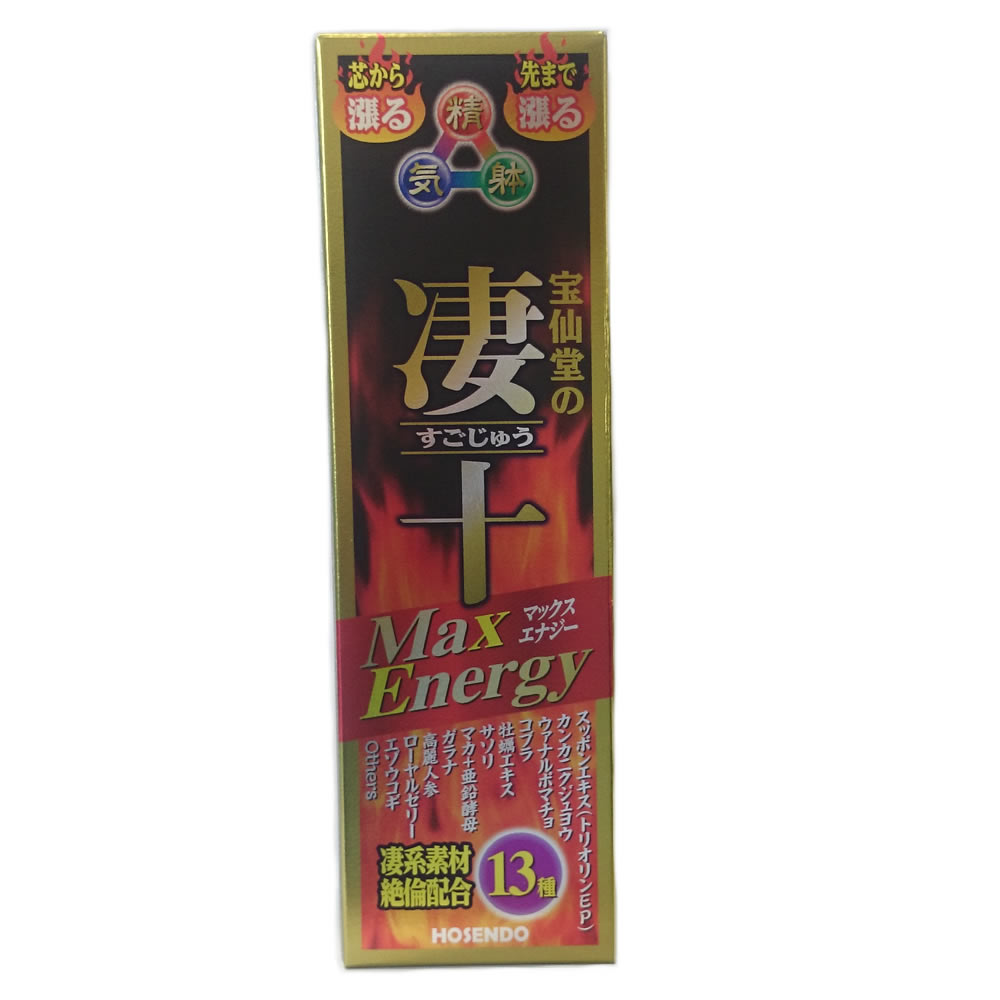 芯から
漲る
先まで
漲る
精
気
躰
宝仙堂の
凄十
すごじゅう
Max
Energy
マックス
エナジー
スッポンエキス(トリオリンEP)
カンカニクジュヨウ
ウアナルポマチョ
コブラ
牡蠣エキス
サソリ
マカ+亜鉛酵母
ガラナ
高麗人参
ローヤルゼリー
エゾウコギ
Others
凄系素材
絶倫配合
13種
HOSENDO